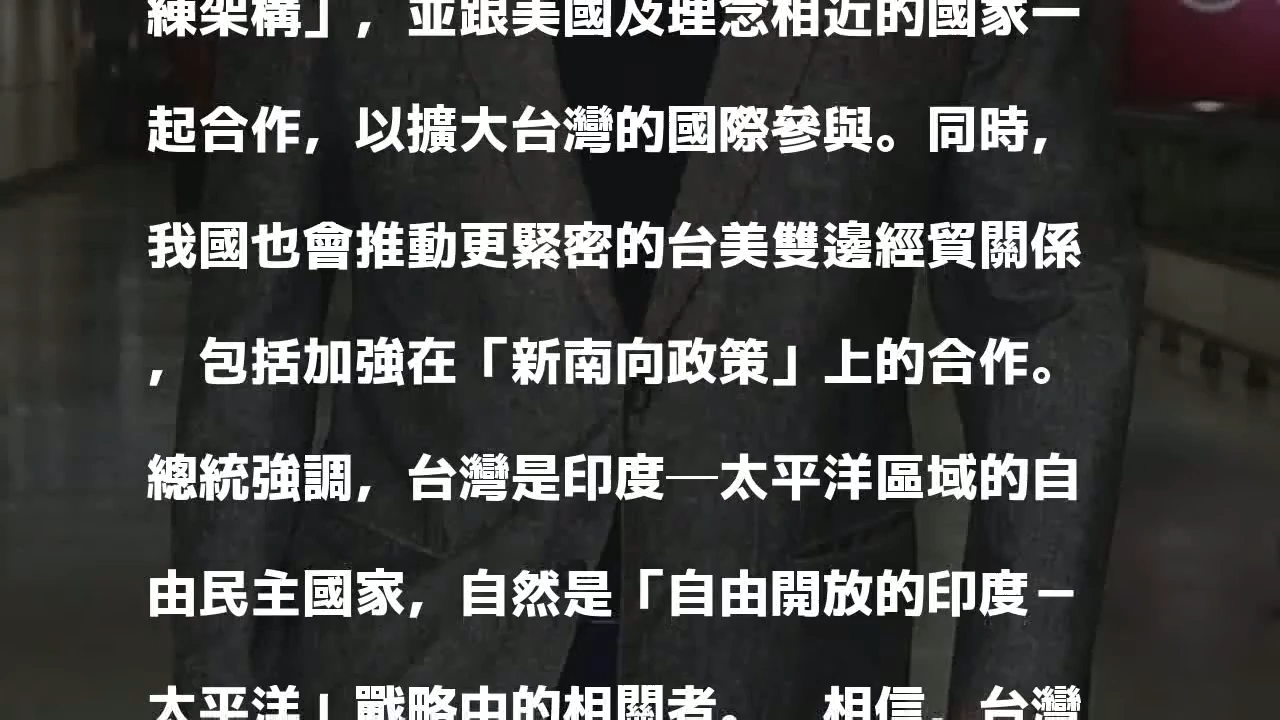 練架構」，並跟美國及理念相近的國家一
起合作，以擴大台灣的國際參與。同時，
我國也會推動更緊密的台美雙邊經貿關係
，包括加強在「新南向政策」上的合作。
總統強調，台灣是印度─太平洋區域的自
由民主國家，自然是「自由開放的印度－
太平洋」戰略中的相關者。　相信，台灣